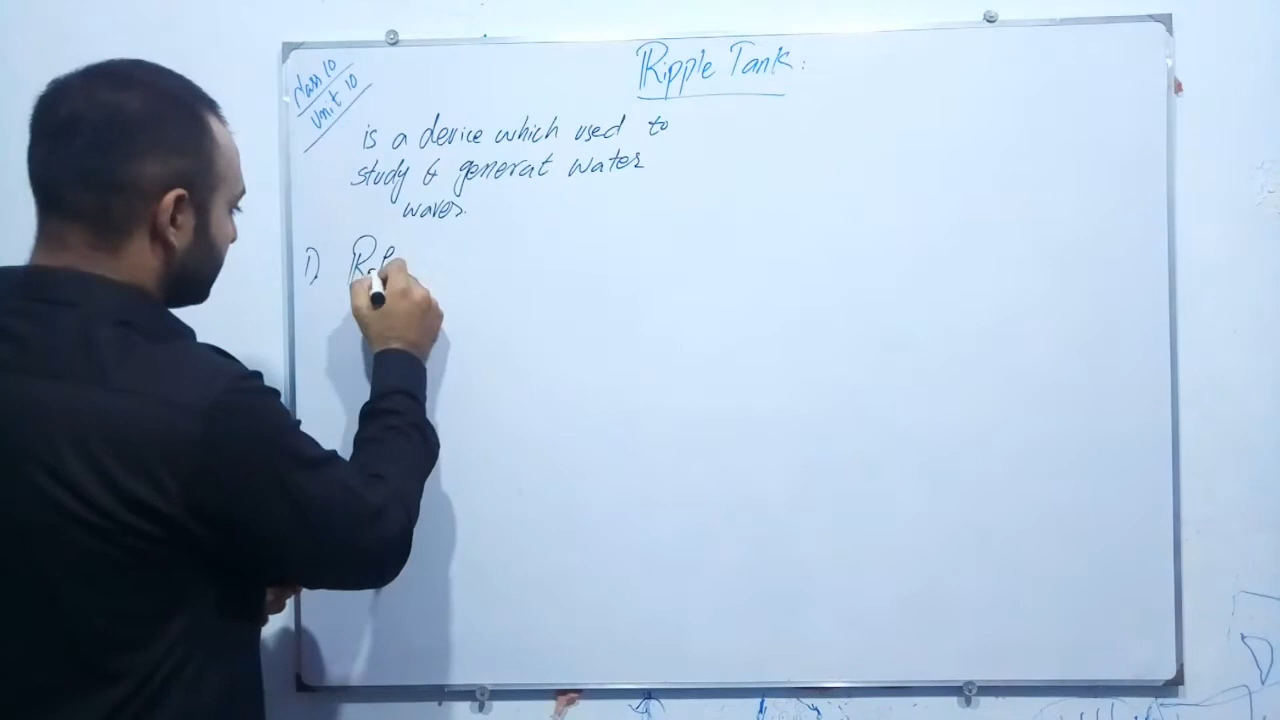 Ripple Tank:
Class 10
Unit 10
is a device which used to
study & generat water
waves.
1)